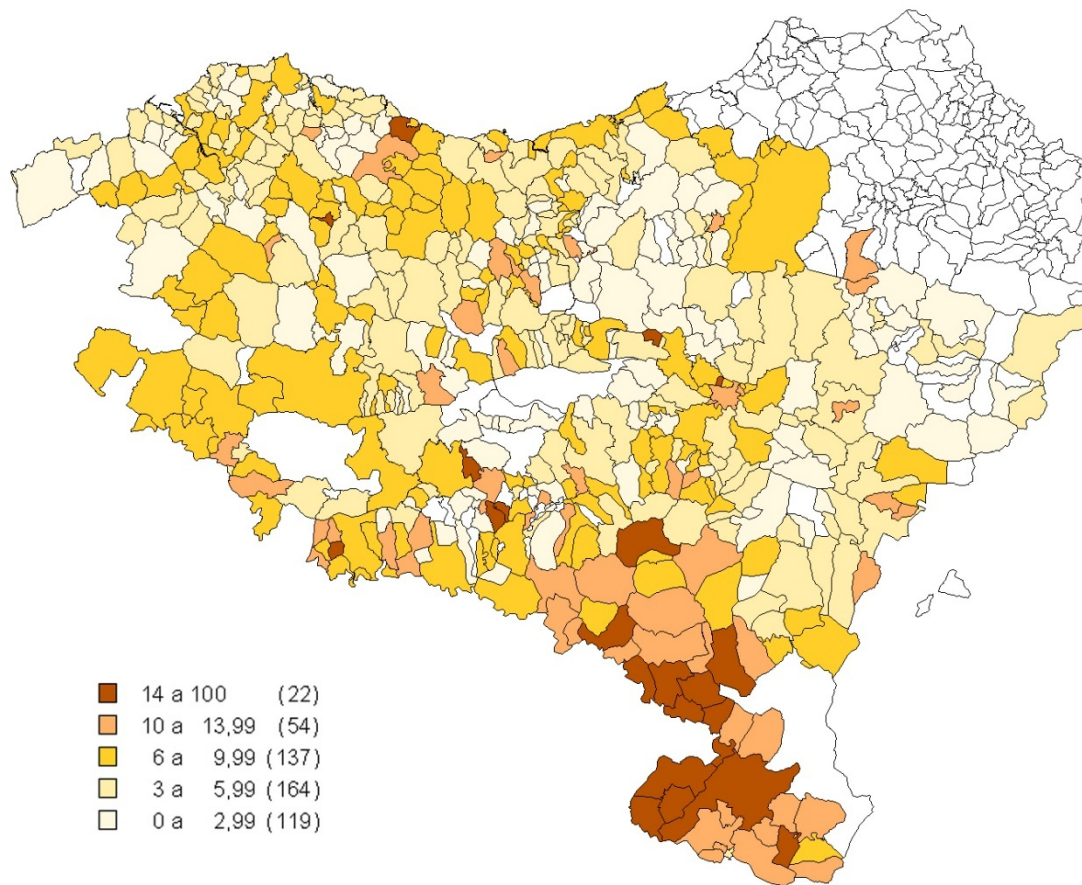 14 a 100 (22)
10 a 13,99 (54)
6 a 9,99 (137)
3 a 5,99 (164)
0 a 2,99 (119)